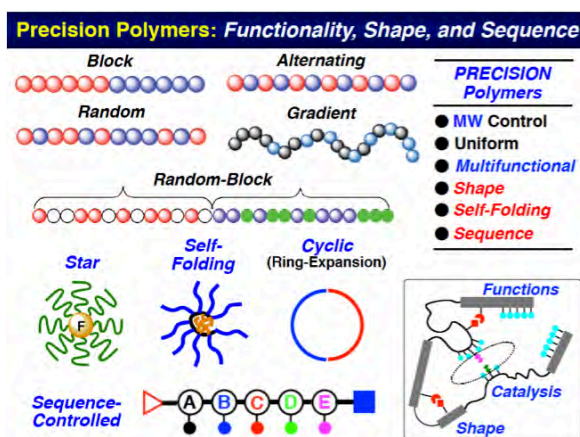 Precision Polymers: Functionality, Shape, and Sequence
Block
Alternating
Random
Gradient
Random-Block
PRECISION
Polymers
MW Control
Uniform
Multifunctional
Shape
Self-Folding
Sequence
Star
Self-
Folding
Cyclic
(Ring-Expansion)
F
Functions
Catalysis
Shape
Sequence-
Controlled
A B C D E